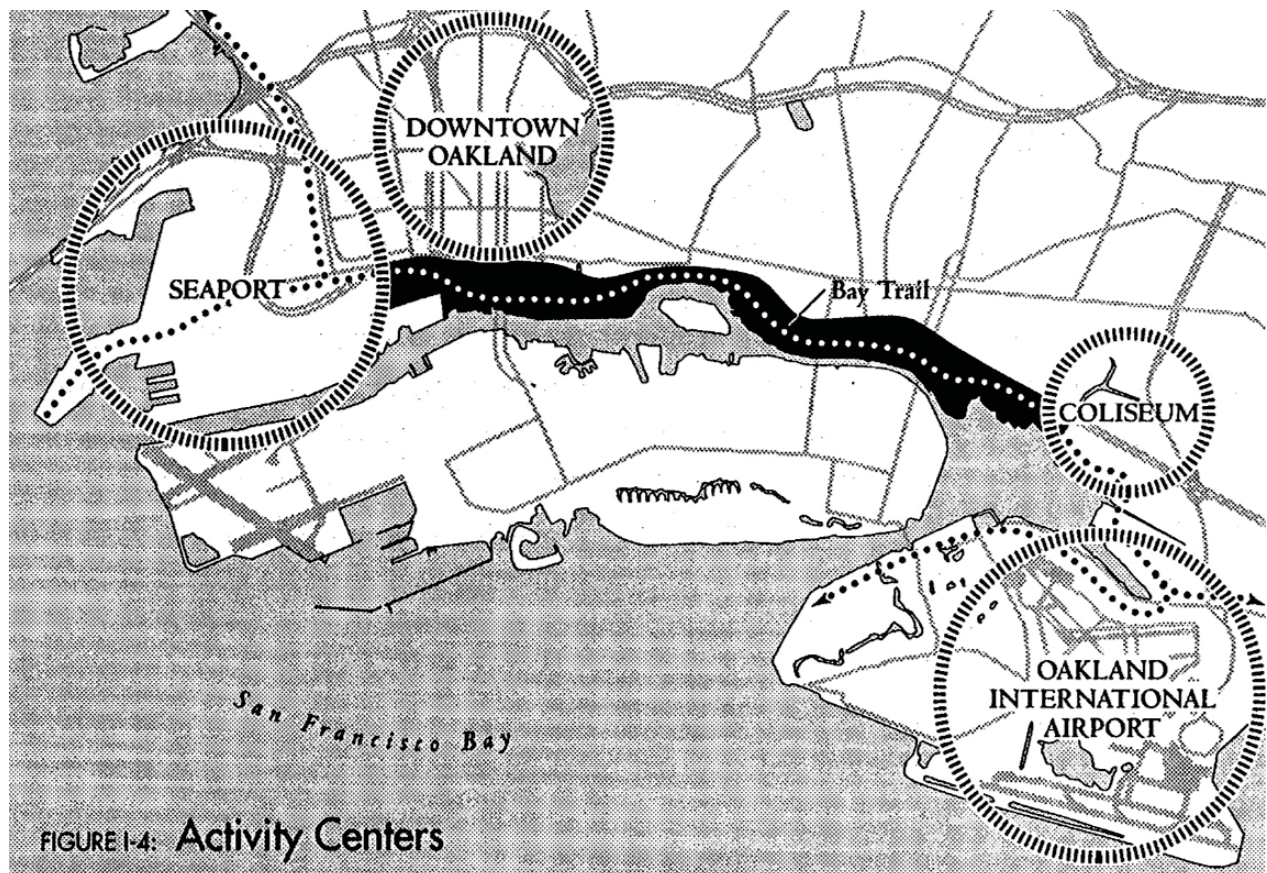 DOWNTOWN
OAKLAND
SEAPORT
Bay Trail
COLISEUM
OAKLAND
INTERNATIONAL
AIRPORT
San Francisco Bay
FIGURE I-4: Activity Centers